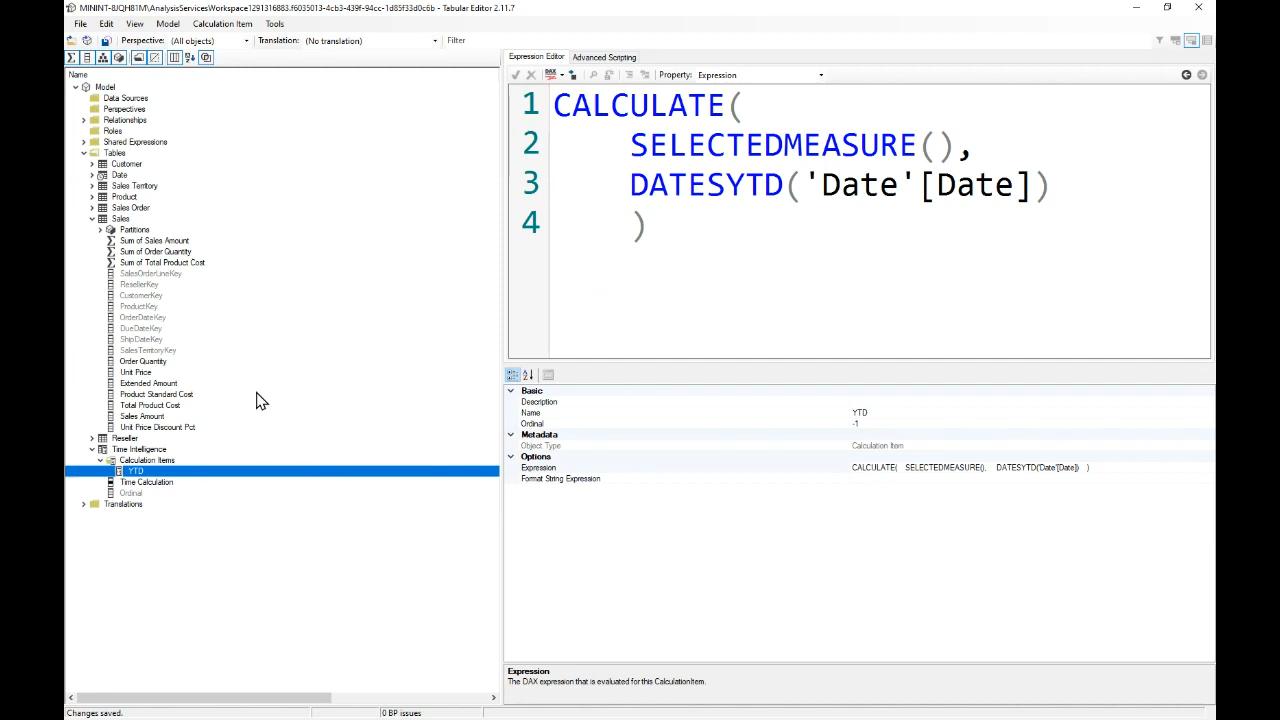 MININT-8JQH81M\AnalysisServicesWorkspace1291316883.f6035013-4cb3-439f-94cc-1d85f33d0c6b - Tabular Editor 2.11.7
File Edit View Model Calculation Item Tools
Perspective: (All objects) Translation: (No translation) Filter
Name
Model
Data Sources
Perspectives
Relationships
Roles
Shared Expressions
Tables
Customer
Date
Sales Territory
Product
Sales Order
Sales
Partitions
Sum of Sales Amount
Sum of Order Quantity
Sum of Total Product Cost
SalesOrderLineKey
ResellerKey
CustomerKey
ProductKey
OrderDateKey
DueDateKey
ShipDateKey
SalesTerritoryKey
Order Quantity
Unit Price
Extended Amount
Product Standard Cost
Total Product Cost
Sales Amount
Unit Price Discount Pct
Reseller
Time Intelligence
Calculation Items
YTD
Time Calculation
Ordinal
Translations
Expression Editor Advanced Scripting
DAX Property: Expression
1 CALCULATE(
2 SELECTEDMEASURE(),
3 DATESYTD('Date'[Date])
4 )
Basic
Description
Name YTD
Ordinal -1
Metadata
Object Type Calculation Item
Options
Expression CALCULATE( SELECTEDMEASURE(), DATESYTD('Date'[Date]) )
Format String Expression
Expression
The DAX expression that is evaluated for this CalculationItem.
Changes saved. 0 BP issues